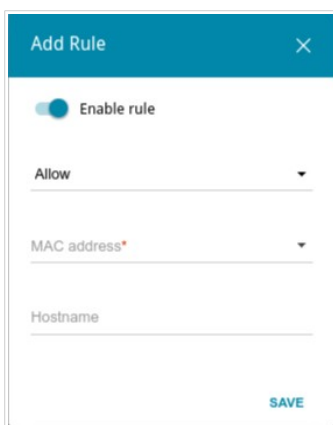 Add Rule
Enable rule
Allow
MAC address*
Hostname
SAVE